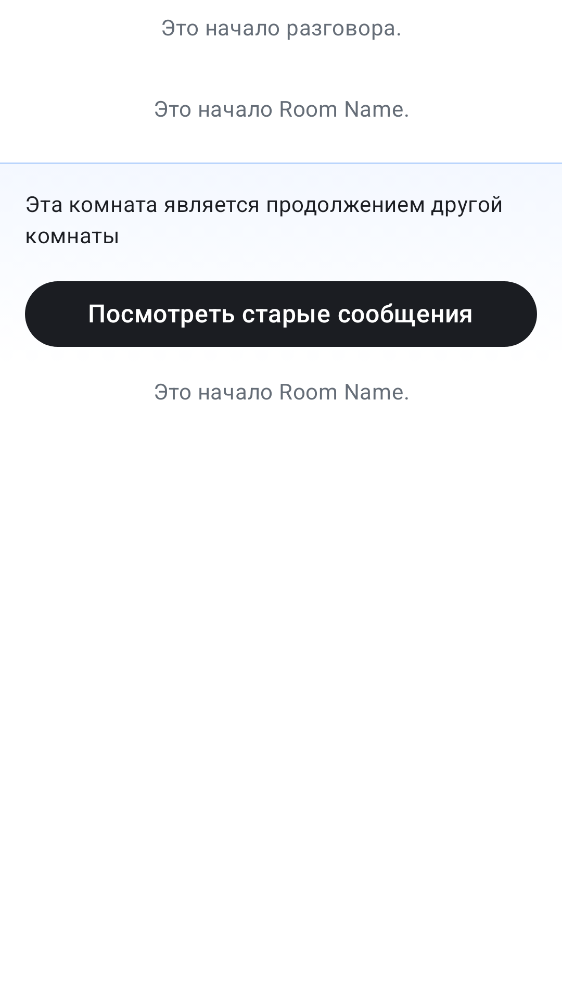 Это начало разговора.
Это начало Room Name.
Эта комната является продолжением другой
комнаты
Посмотреть старые сообщения
Это начало Room Name.